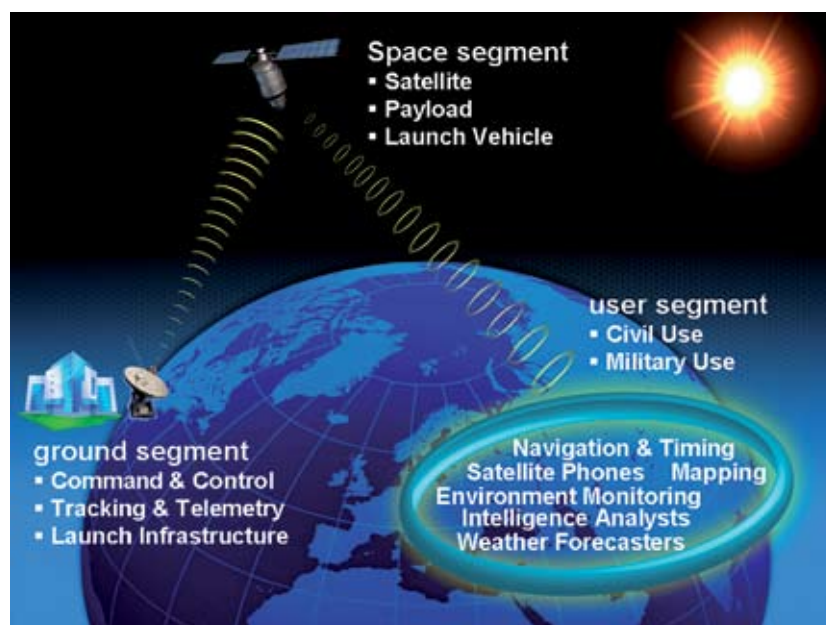 Space segment
▪ Satellite
▪ Payload
▪ Launch Vehicle
user segment
▪ Civil Use
▪ Military Use
ground segment
▪ Command & Control
▪ Tracking & Telemetry
▪ Launch Infrastructure
Navigation & Timing
Satellite Phones Mapping
Environment Monitoring
Intelligence Analysts
Weather Forecasters